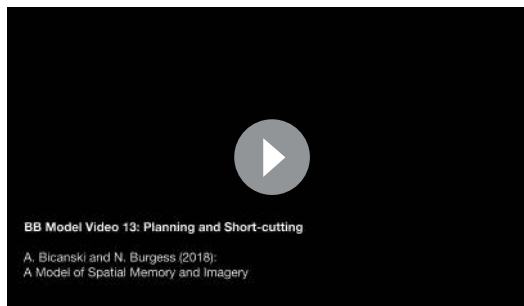 BB Model Video 13: Planning and Short-cutting
A. Bicanski and N. Burgess (2018):
A Model of Spatial Memory and Imagery